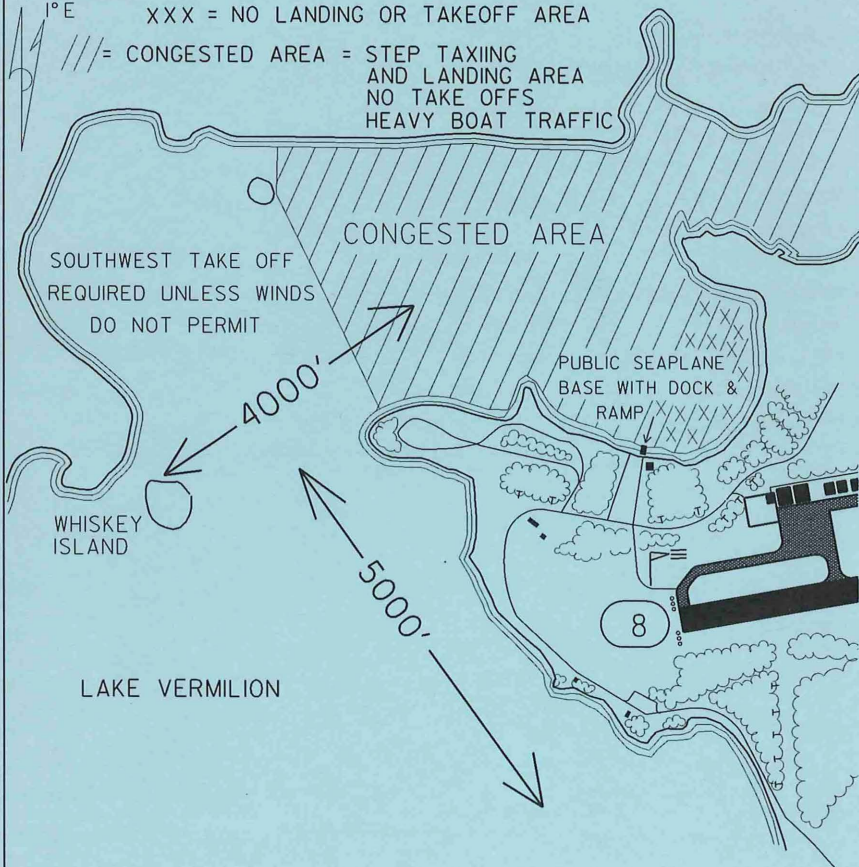 1°E
XXX = NO LANDING OR TAKEOFF AREA
///= CONGESTED AREA = STEP TAXIING
AND LANDING AREA
NO TAKE OFFS
HEAVY BOAT TRAFFIC
CONGESTED AREA
SOUTHWEST TAKE OFF
REQUIRED UNLESS WINDS
DO NOT PERMIT
4000'
PUBLIC SEAPLANE
BASE WITH DOCK &
RAMP
X X X
X X
X X X
X X
X X X X
X X
WHISKEY
ISLAND
5000'
8
LAKE VERMILION